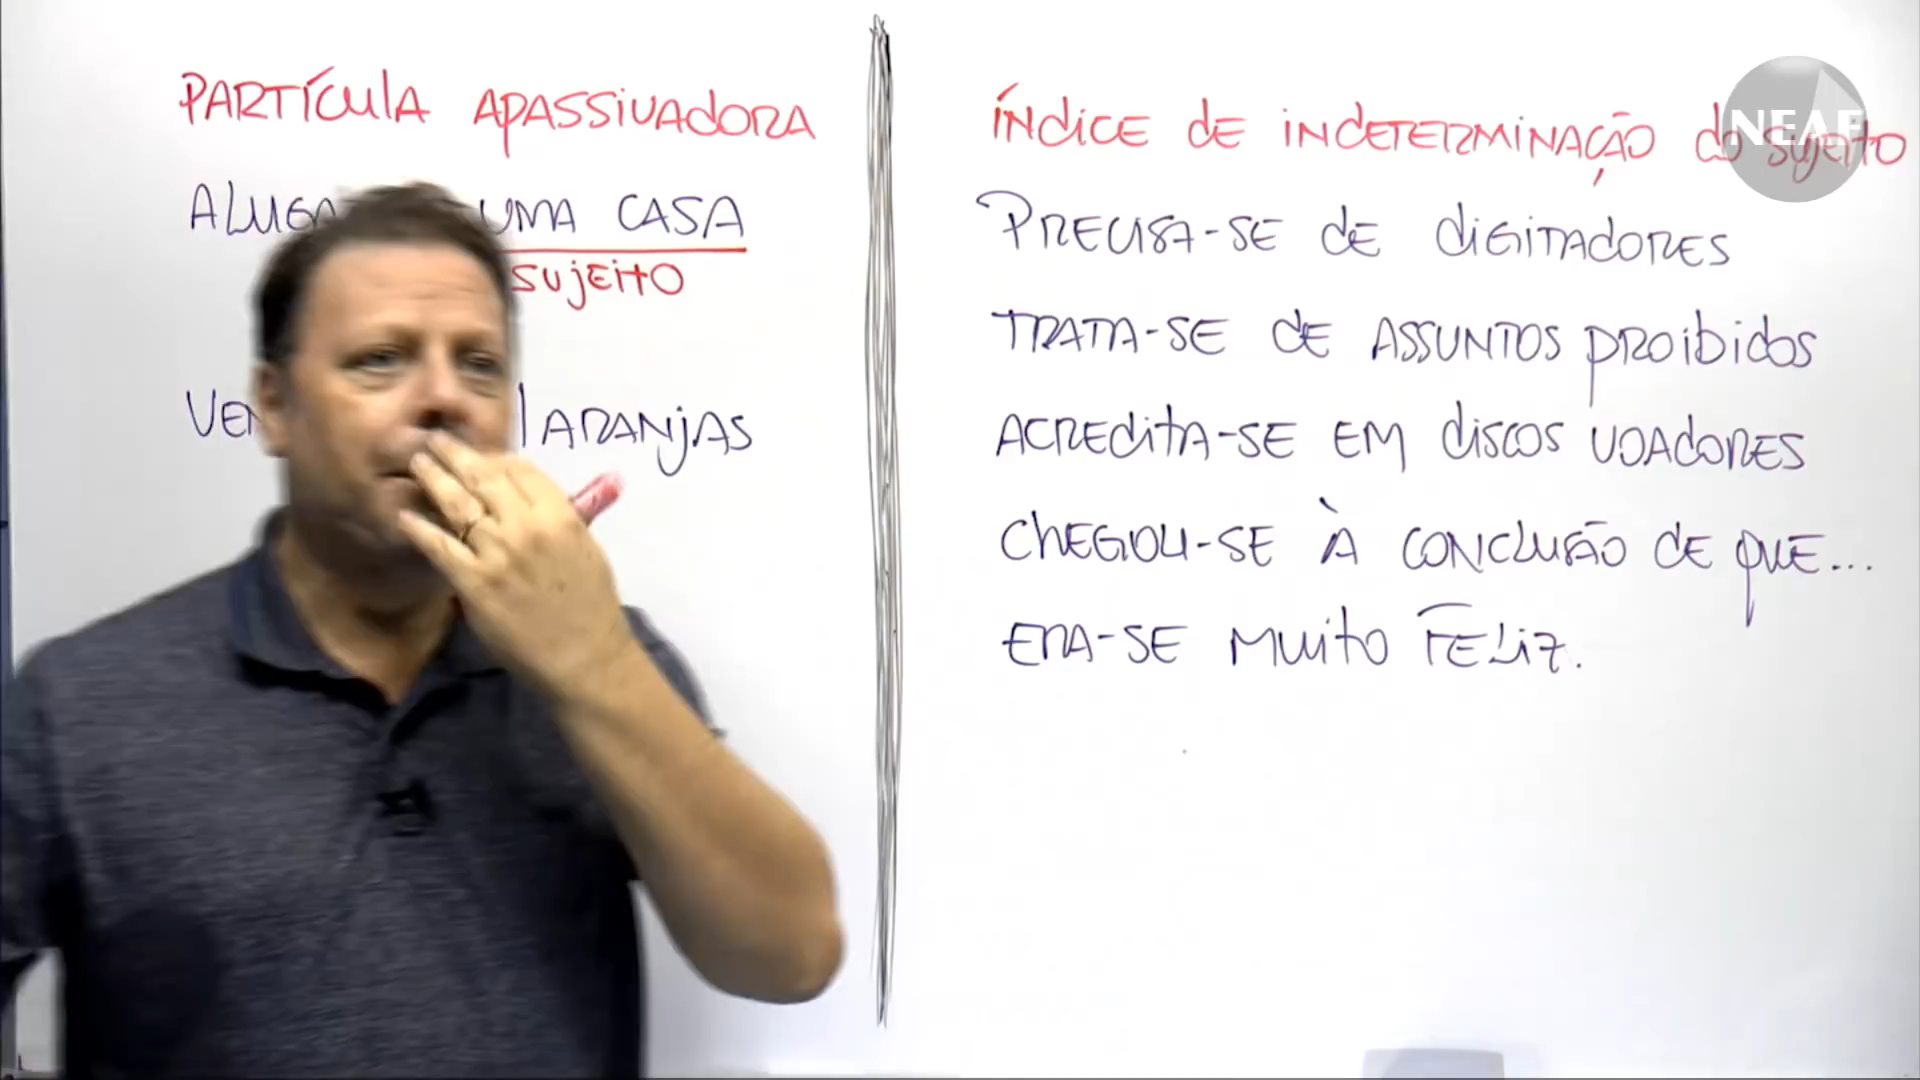 PARTÍCULA APASSIVADORA
UMA CASA
SUJEITO
LARANJAS
ÍNDICE DE INDETERMINAÇÃO DO SUJEITO
NEAF
PRECISA-SE DE DIGITADORES
TRATA-SE DE ASSUNTOS PROIBIDOS
ACREDITA-SE EM DISCOS VOADORES
CHEGOU-SE À CONCLUSÃO DE QUE...
ERA-SE MUITO FELIZ.